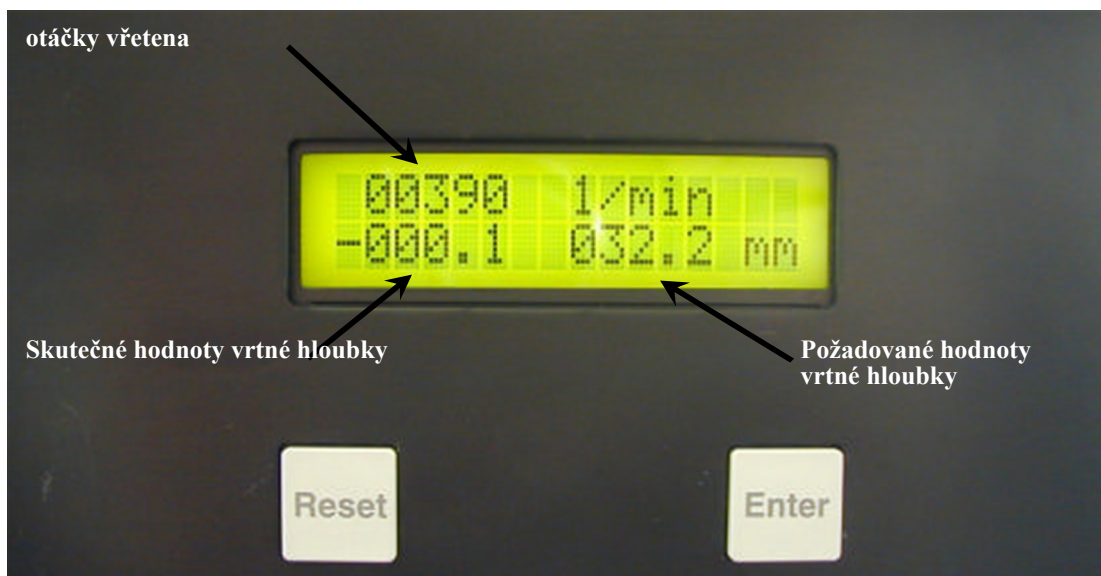 otáčky vřetena
00390 1/min
-000.1 032.2 mm
Skutečné hodnoty vrtné hloubky
Požadované hodnoty
vrtné hloubky
Reset
Enter